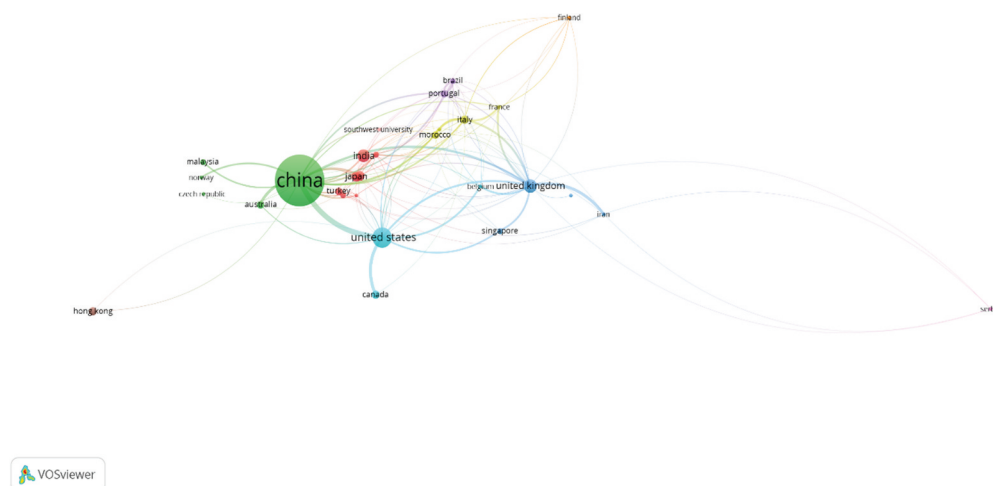 finland
brazil
portugal
france
italy
southwest university
morocco
india
malaysia
japan
norway
china
turkey
belgium
united kingdom
czech republic
australia
iran
singapore
united states
canada
hong kong
serb
VOSviewer